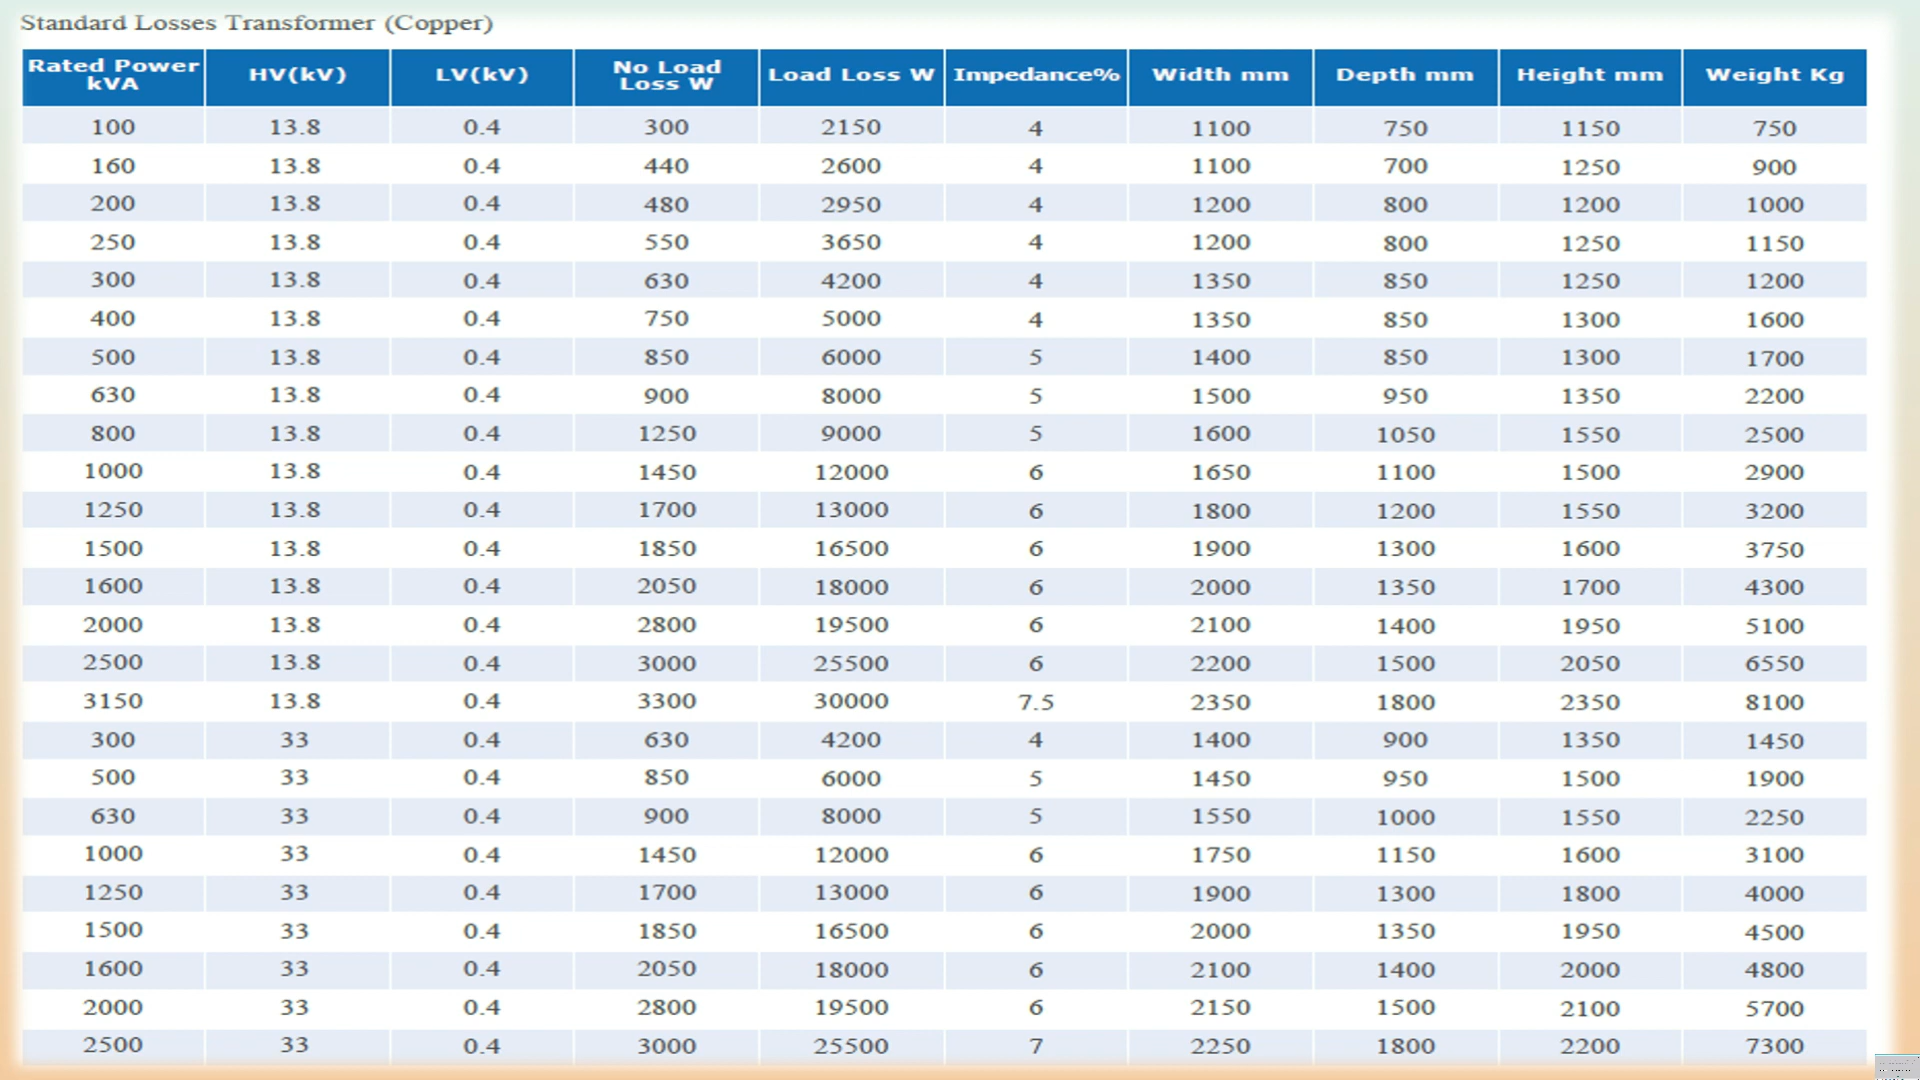 Standard Losses Transformer (Copper)
Rated Power kVA HV(kV) LV(kV) No Load Loss W Load Loss W Impedance% Width mm Depth mm Height mm Weight Kg
100 13.8 0.4 300 2150 4 1100 750 1150 750
160 13.8 0.4 440 2600 4 1100 700 1250 900
200 13.8 0.4 480 2950 4 1200 800 1200 1000
250 13.8 0.4 550 3650 4 1200 800 1250 1150
300 13.8 0.4 630 4200 4 1350 850 1250 1200
400 13.8 0.4 750 5000 4 1350 850 1300 1600
500 13.8 0.4 850 6000 5 1400 850 1300 1700
630 13.8 0.4 900 8000 5 1500 950 1350 2200
800 13.8 0.4 1250 9000 5 1600 1050 1550 2500
1000 13.8 0.4 1450 12000 6 1650 1100 1500 2900
1250 13.8 0.4 1700 13000 6 1800 1200 1550 3200
1500 13.8 0.4 1850 16500 6 1900 1300 1600 3750
1600 13.8 0.4 2050 18000 6 2000 1350 1700 4300
2000 13.8 0.4 2800 19500 6 2100 1400 1950 5100
2500 13.8 0.4 3000 25500 6 2200 1500 2050 6550
3150 13.8 0.4 3300 30000 7.5 2350 1800 2350 8100
300 33 0.4 630 4200 4 1400 900 1350 1450
500 33 0.4 850 6000 5 1450 950 1500 1900
630 33 0.4 900 8000 5 1550 1000 1550 2250
1000 33 0.4 1450 12000 6 1750 1150 1600 3100
1250 33 0.4 1700 13000 6 1900 1300 1800 4000
1500 33 0.4 1850 16500 6 2000 1350 1950 4500
1600 33 0.4 2050 18000 6 2100 1400 2000 4800
2000 33 0.4 2800 19500 6 2150 1500 2100 5700
2500 33 0.4 3000 25500 7 2250 1800 2200 7300